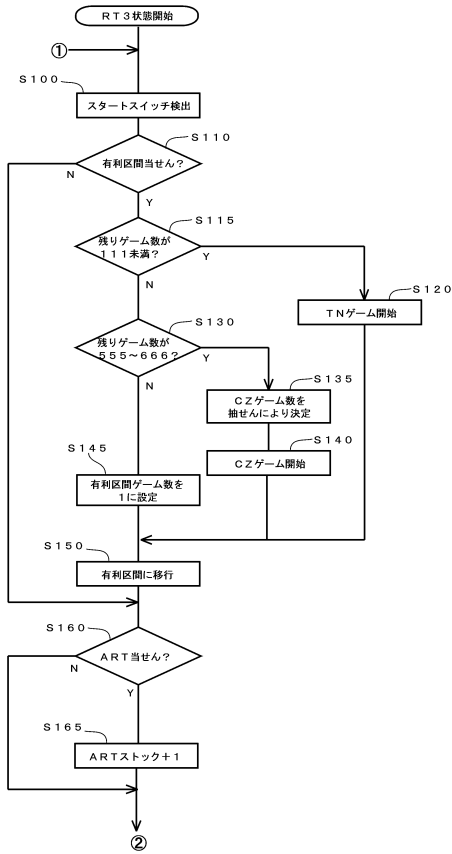 ＲＴ３状態開始
①
Ｓ１００
スタートスイッチ検出
Ｓ１１０
有利区間当せん？
Ｎ
Ｙ
Ｓ１１５
残りゲーム数が
１１１未満？
Ｙ
Ｎ
Ｓ１２０
ＴＮゲーム開始
Ｓ１３０
残りゲーム数が
５５５～６６６？
Ｙ
Ｎ
Ｓ１３５
ＣＺゲーム数を
抽せんにより決定
Ｓ１４０
ＣＺゲーム開始
Ｓ１４５
有利区間ゲーム数を
１に設定
Ｓ１５０
有利区間に移行
Ｓ１６０
ＡＲＴ当せん？
Ｎ
Ｙ
Ｓ１６５
ＡＲＴストック＋１
②